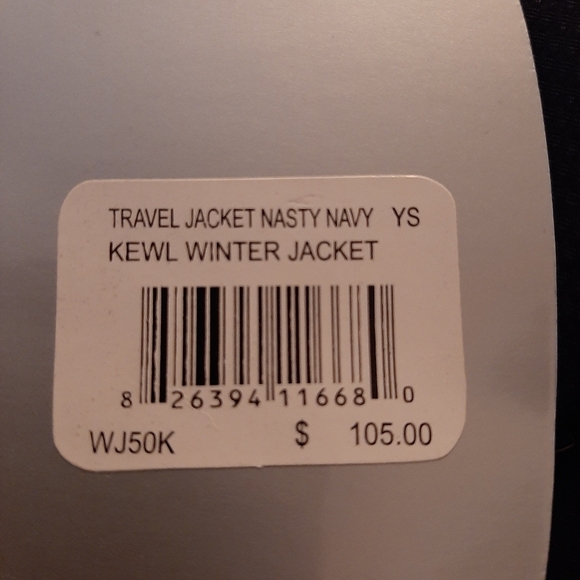 TRAVEL JACKET NASTY NAVY YS
KEWL WINTER JACKET
8 26394 11668 0
WJ50K $ 105.00